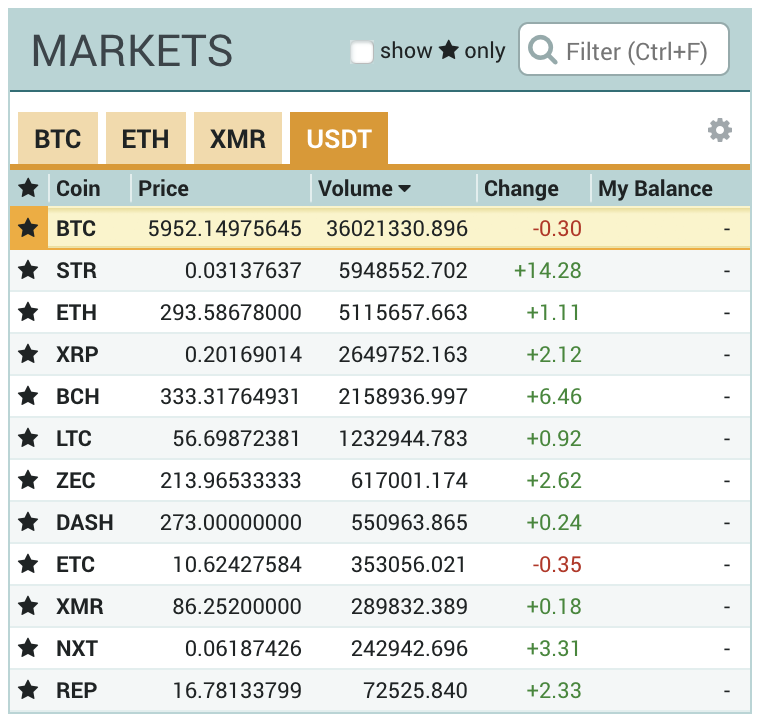 MARKETS show ★ only Filter (Ctrl+F)
BTC ETH XMR USDT
★ Coin Price Volume ▼ Change My Balance
★ BTC 5952.14975645 36021330.896 -0.30 -
★ STR 0.03137637 5948552.702 +14.28 -
★ ETH 293.58678000 5115657.663 +1.11 -
★ XRP 0.20169014 2649752.163 +2.12 -
★ BCH 333.31764931 2158936.997 +6.46 -
★ LTC 56.69872381 1232944.783 +0.92 -
★ ZEC 213.96533333 617001.174 +2.62 -
★ DASH 273.00000000 550963.865 +0.24 -
★ ETC 10.62427584 353056.021 -0.35 -
★ XMR 86.25200000 289832.389 +0.18 -
★ NXT 0.06187426 242942.696 +3.31 -
★ REP 16.78133799 72525.840 +2.33 -